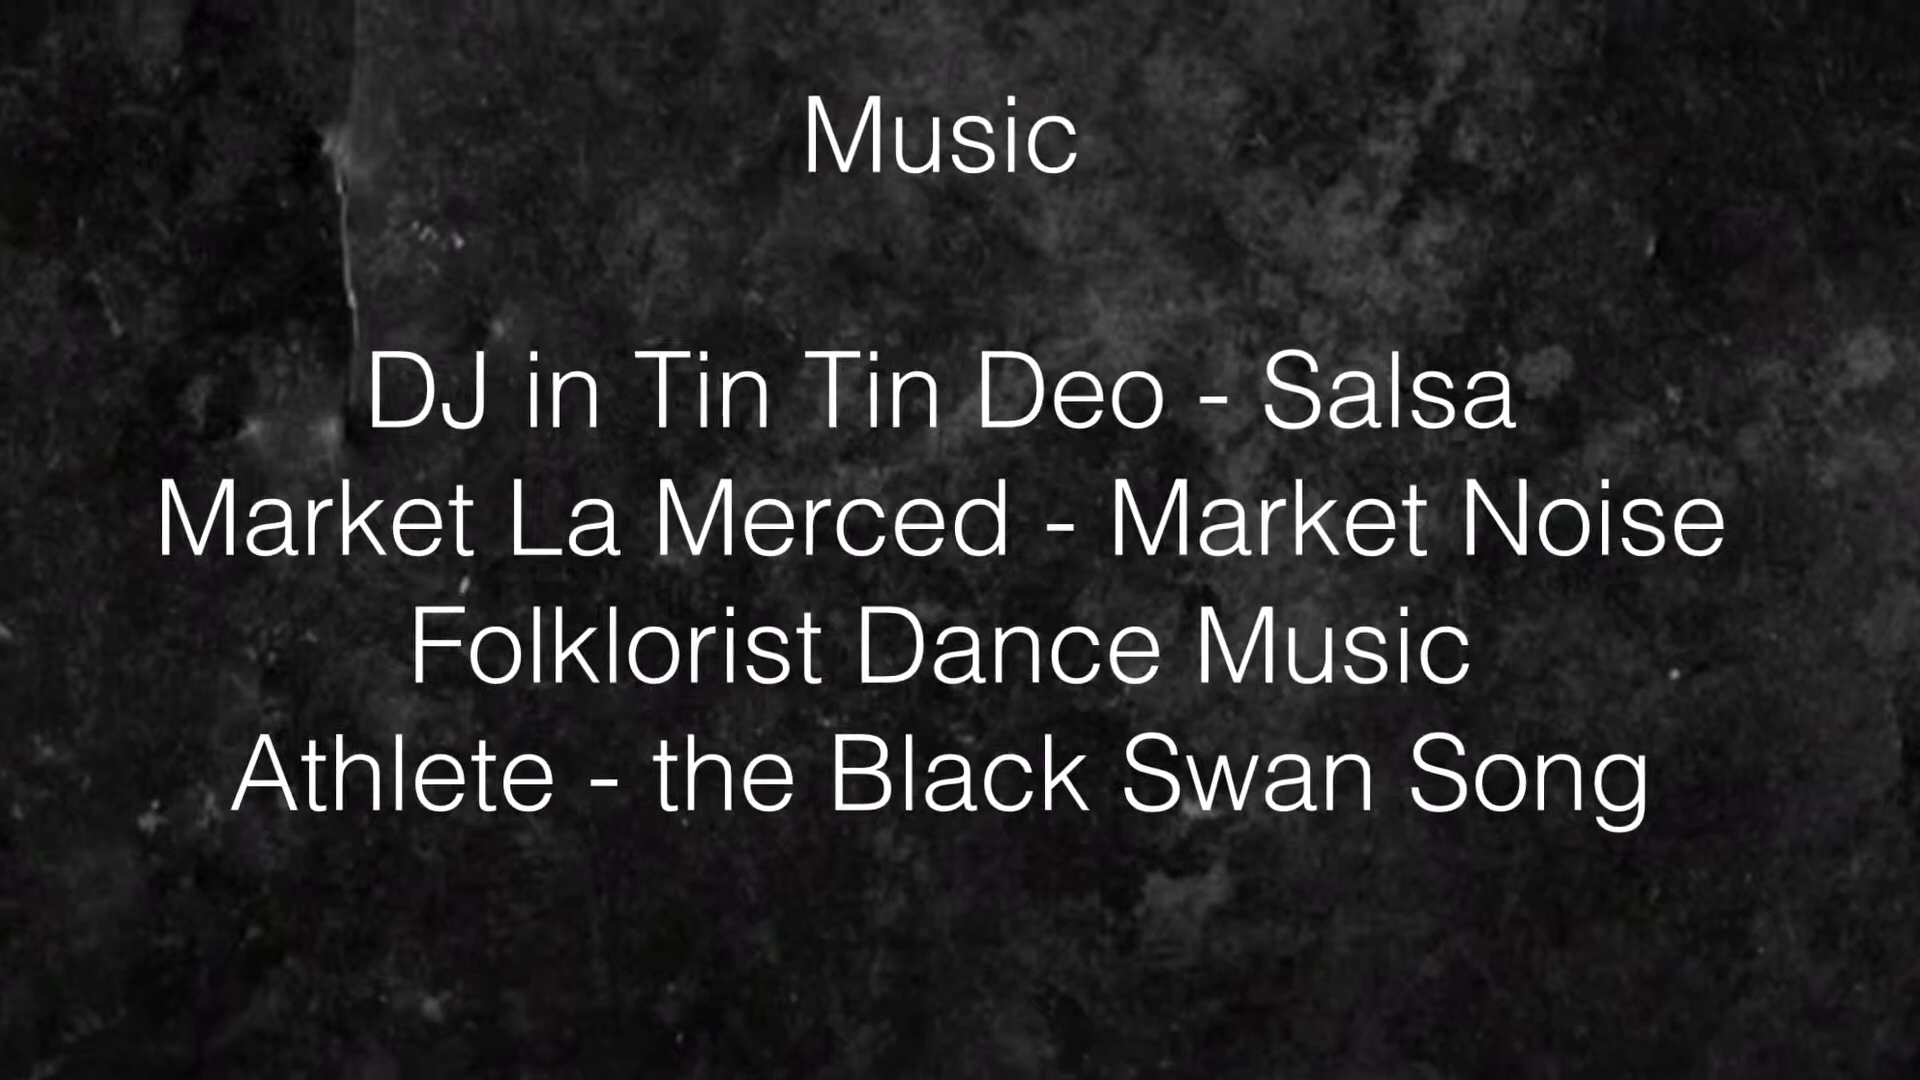 Music
DJ in Tin Tin Deo - Salsa
Market La Merced - Market Noise
Folklorist Dance Music
Athlete - the Black Swan Song